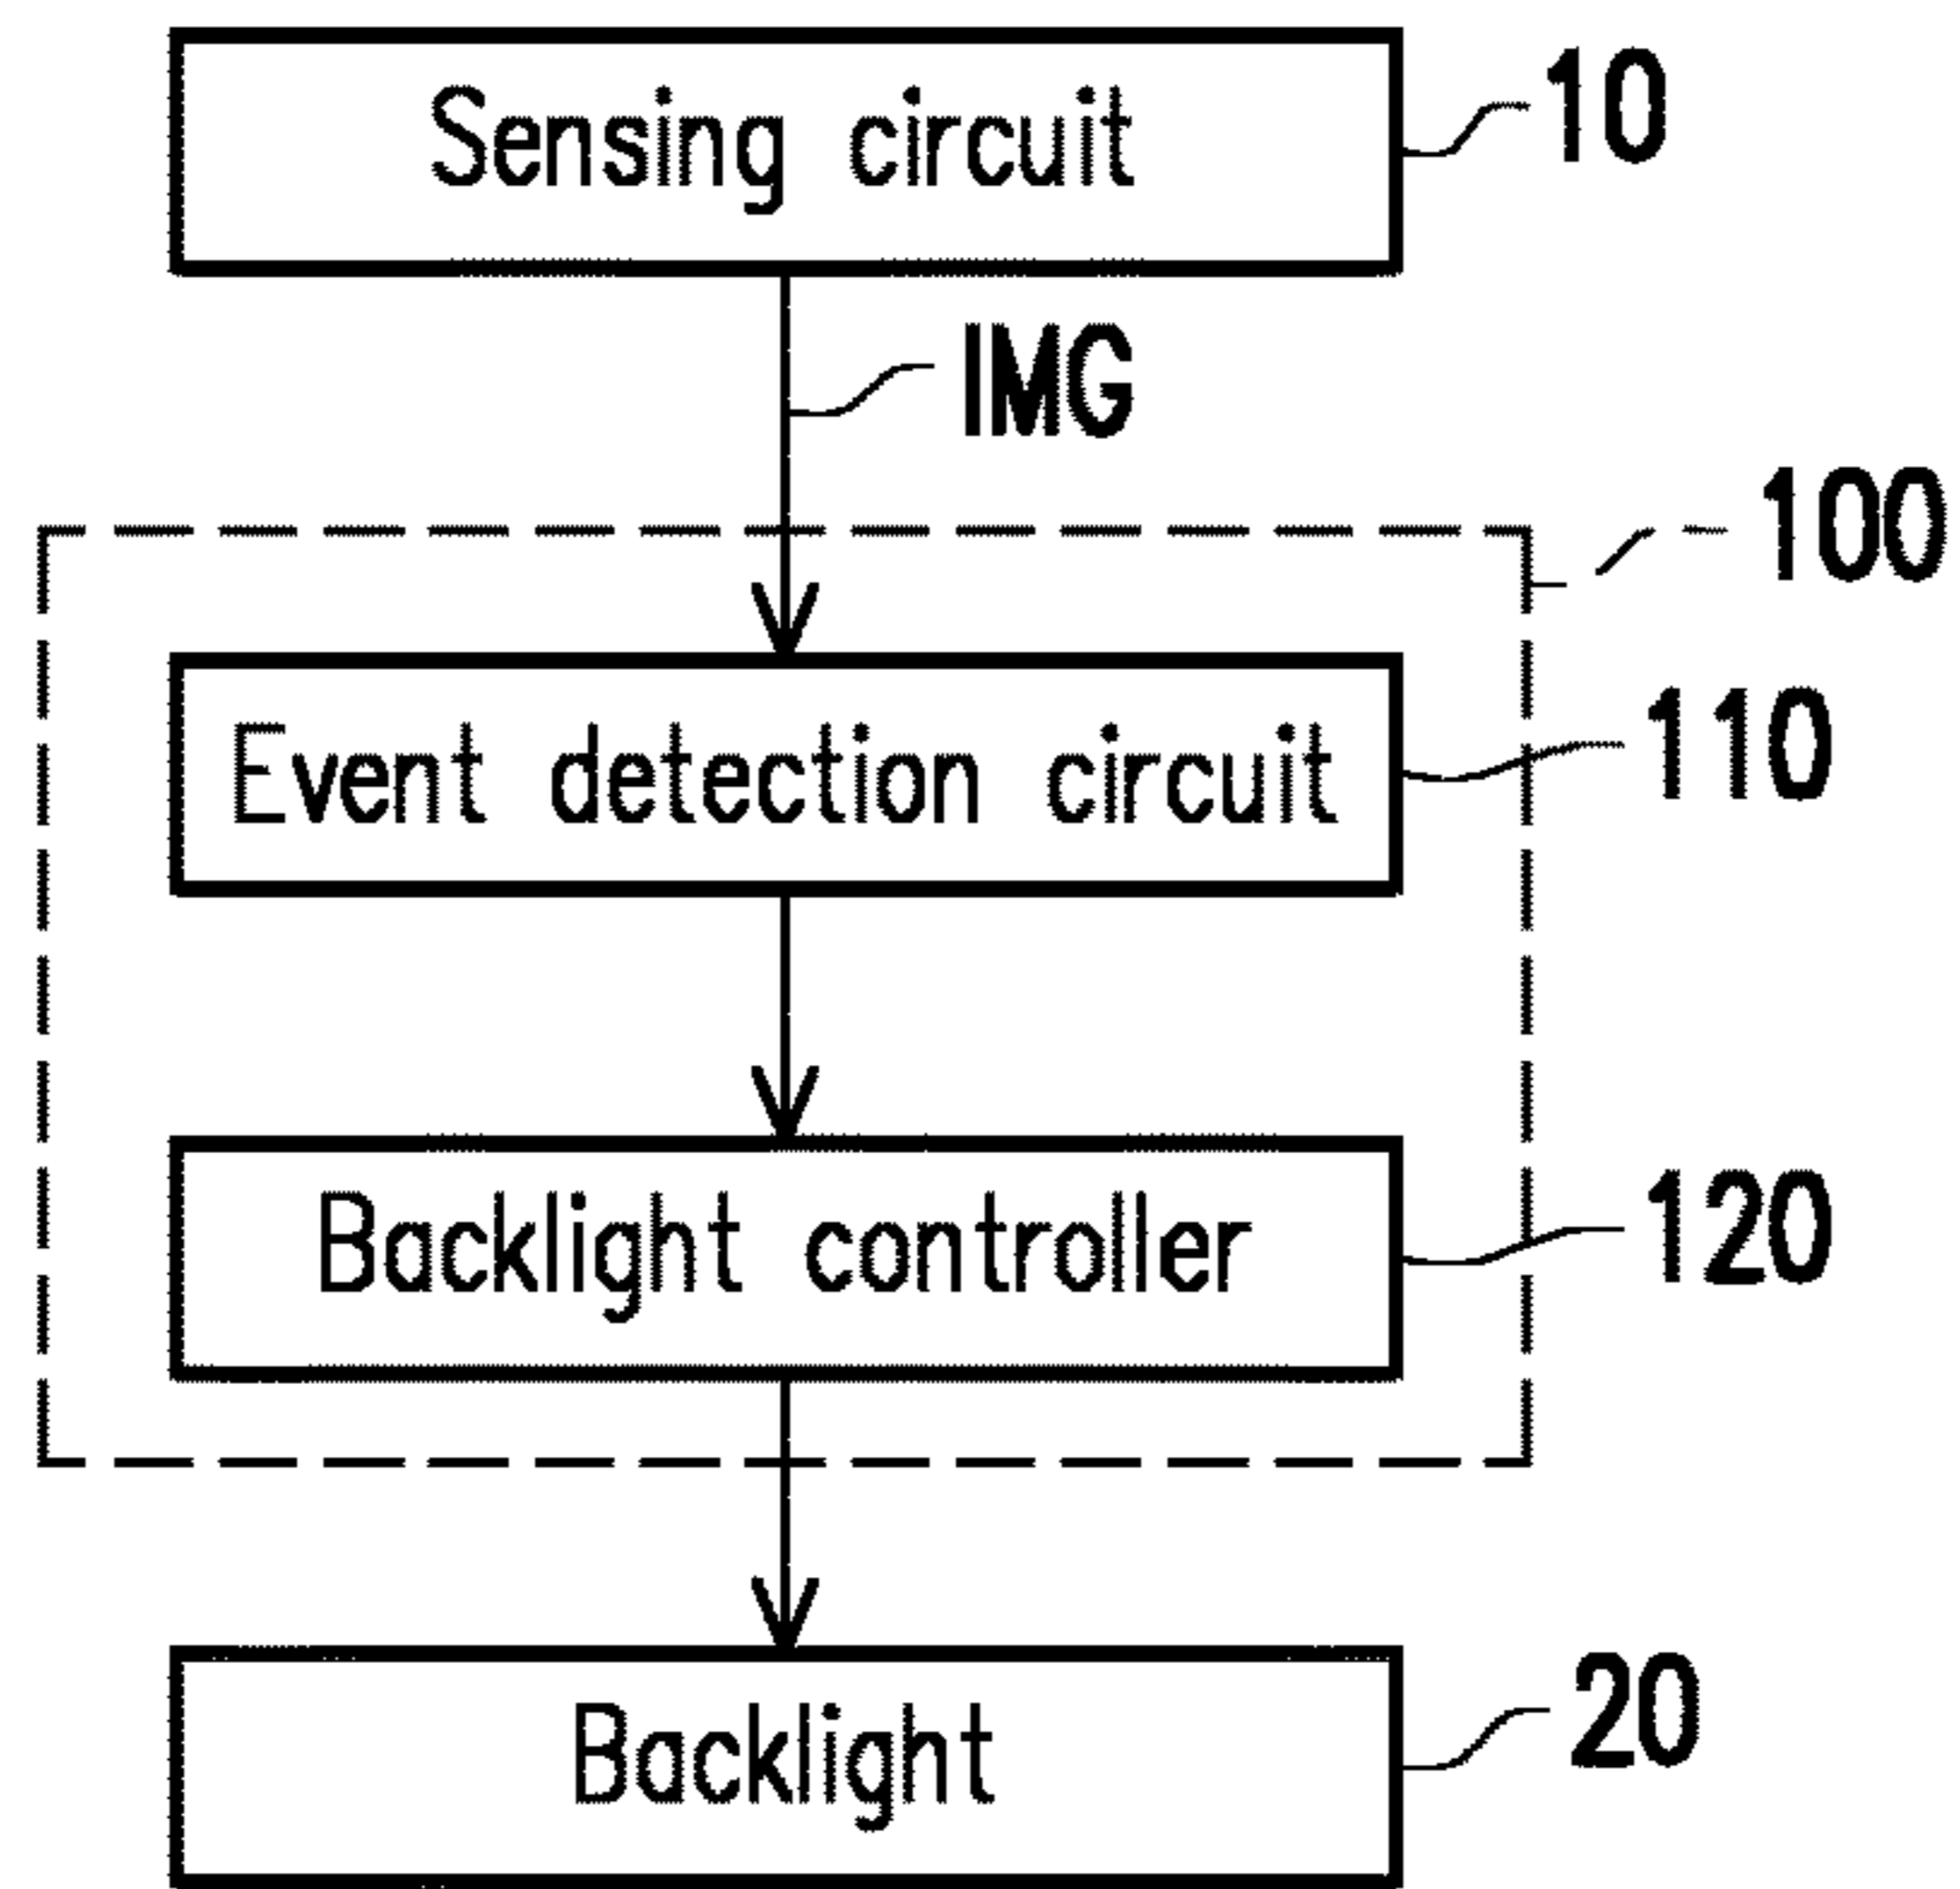 Sensing circuit
10
IMG
100
Event detection circuit
110
Backlight controller
120
Backlight
20